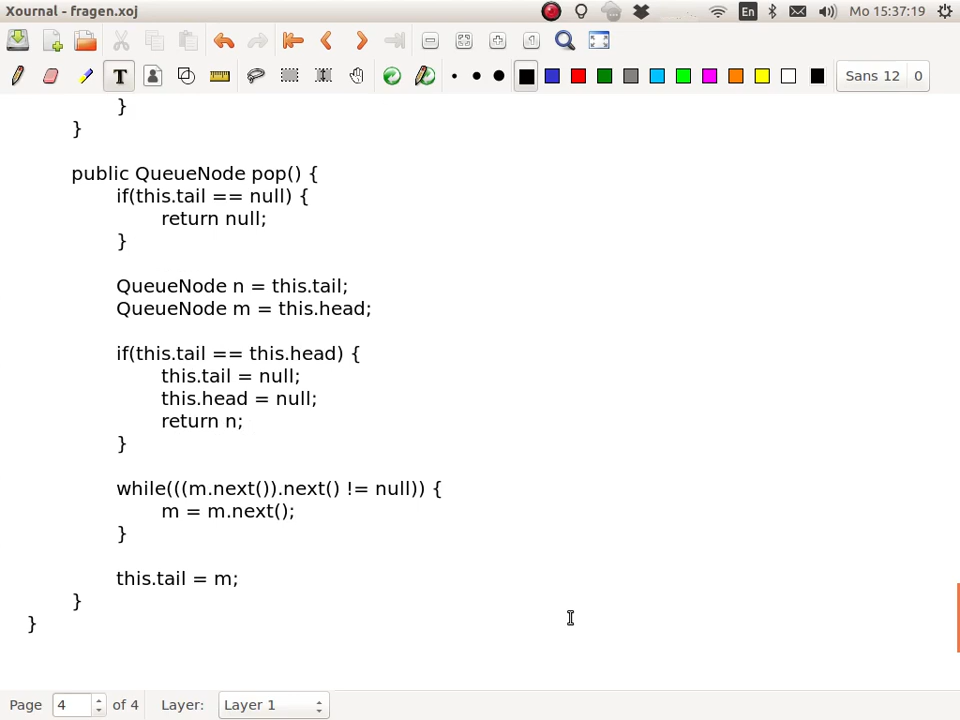 Xournal - fragen.xoj
En
Mo 15:37:19
T
Sans 12 0
}
}
public QueueNode pop() {
if(this.tail == null) {
return null;
}
QueueNode n = this.tail;
QueueNode m = this.head;
if(this.tail == this.head) {
this.tail = null;
this.head = null;
return n;
}
while(((m.next()).next() != null)) {
m = m.next();
}
this.tail = m;
}
}
Page 4 of 4 Layer: Layer 1